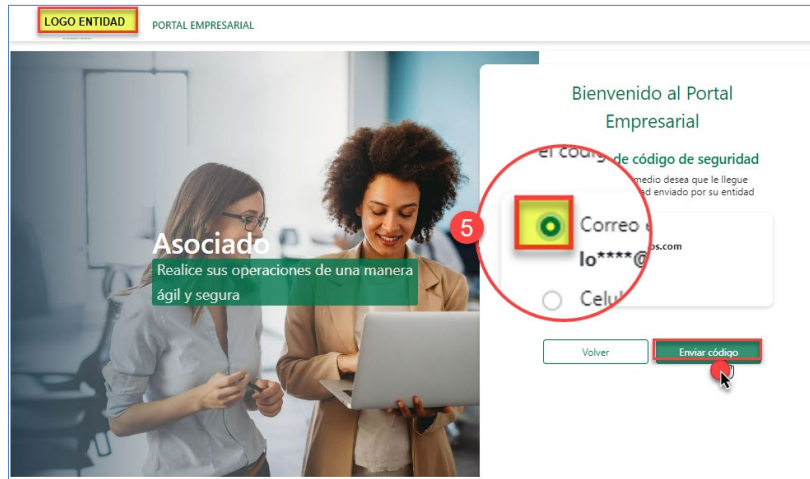 LOGO ENTIDAD
PORTAL EMPRESARIAL
Asociado
Realice sus operaciones de una manera
ágil y segura
Bienvenido al Portal
Empresarial
de código de seguridad
medio desea que le llegue
enviado por su entidad
5
Correo
lo****@
os.com
Volver
Enviar código